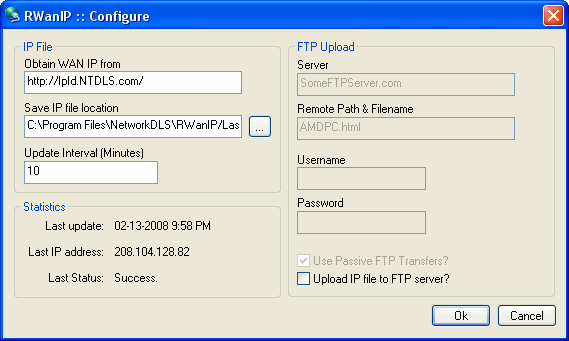 RWanIP :: Configure
IP File
Obtain WAN IP from
http://IpId.NTDLS.com/
Save IP file location
C:\Program Files\NetworkDLS\RWanIP/Las
...
Update Interval (Minutes)
10
Statistics
Last update: 02-13-2008 9:58 PM
Last IP address: 208.104.128.82
Last Status: Success.
FTP Upload
Server
SomeFTPServer.com
Remote Path & Filename
AMDPC.html
Username
Password
Use Passive FTP Transfers?
Upload IP file to FTP server?
Ok
Cancel